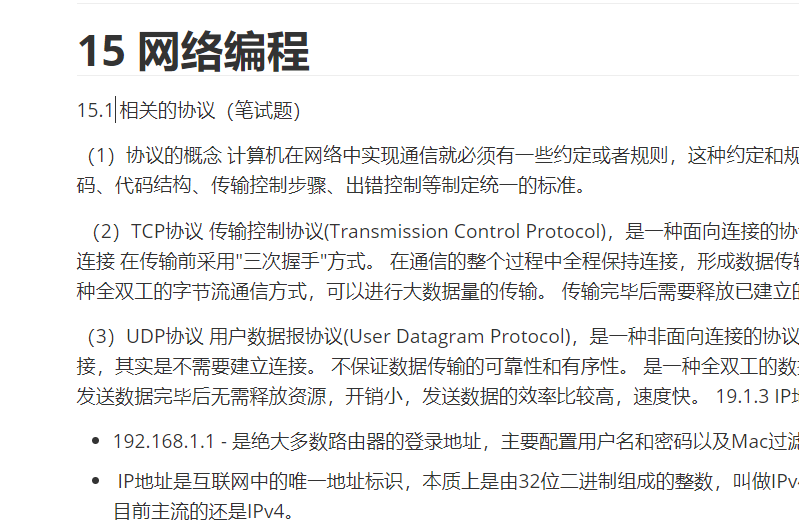 15 网络编程
15.1 相关的协议（笔试题）
（1）协议的概念 计算机在网络中实现通信就必须有一些约定或者规则，这种约定和规
码、代码结构、传输控制步骤、出错控制等制定统一的标准。
（2）TCP协议 传输控制协议(Transmission Control Protocol)，是一种面向连接的协
连接 在传输前采用"三次握手"方式。 在通信的整个过程中全程保持连接，形成数据传
种全双工的字节流通信方式，可以进行大数据量的传输。 传输完毕后需要释放已建立的
（3）UDP协议 用户数据报协议(User Datagram Protocol)，是一种非面向连接的协议
接，其实是不需要建立连接。 不保证数据传输的可靠性和有序性。 是一种全双工的数
发送数据完毕后无需释放资源，开销小，发送数据的效率比较高，速度快。 19.1.3 IP
192.168.1.1 - 是绝大多数路由器的登录地址，主要配置用户名和密码以及Mac过滤
IP地址是互联网中的唯一地址标识，本质上是由32位二进制组成的整数，叫做IPv
目前主流的还是IPv4。